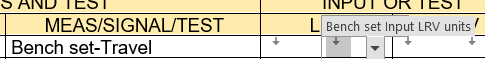 S AND TEST INPUT OR TEST
MEAS/SIGNAL/TEST L
Bench set Input LRV units
Bench set-Travel